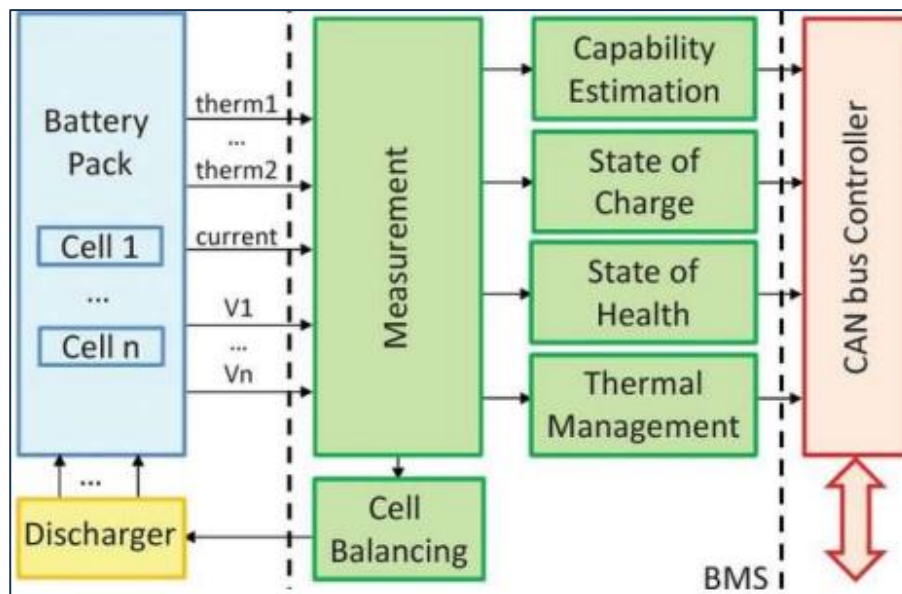 Battery
Pack
Cell 1
...
Cell n
...
Discharger
therm1
...
therm2
current
V1
...
Vn
Measurement
Cell
Balancing
Capability
Estimation
State of
Charge
State of
Health
Thermal
Management
BMS
CAN bus Controller